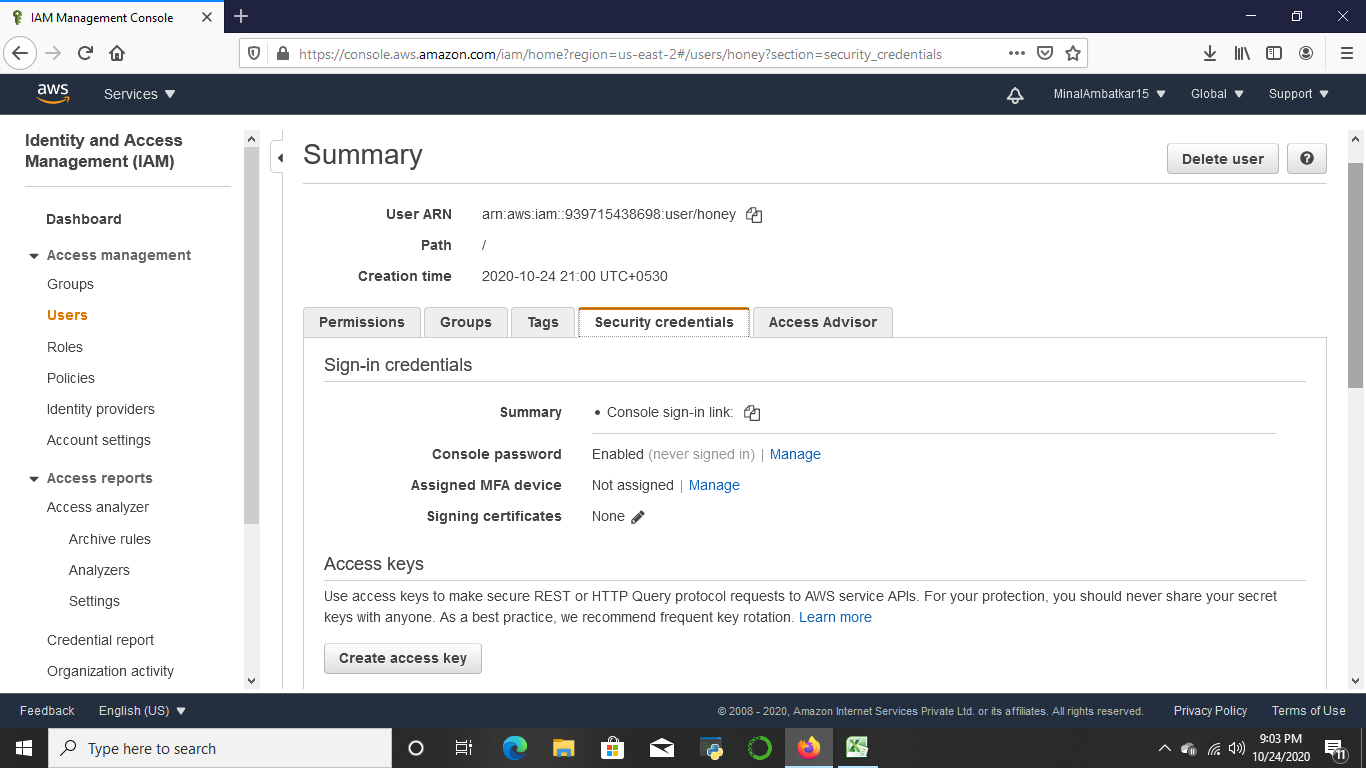 IAM Management Console
https://console.aws.amazon.com/iam/home?region=us-east-2#/users/honey?section=security_credentials
aws
Services
MinalAmbatkar15
Global
Support
Identity and Access
Management (IAM)
Dashboard
Access management
Groups
Users
Roles
Policies
Identity providers
Account settings
Access reports
Access analyzer
Archive rules
Analyzers
Settings
Credential report
Organization activity
Summary
Delete user
?
User ARN arn:aws:iam::939715438698:user/honey
Path /
Creation time 2020-10-24 21:00 UTC+0530
Permissions Groups Tags Security credentials Access Advisor
Sign-in credentials
Summary • Console sign-in link:
Console password Enabled (never signed in) | Manage
Assigned MFA device Not assigned | Manage
Signing certificates None
Access keys
Use access keys to make secure REST or HTTP Query protocol requests to AWS service APIs. For your protection, you should never share your secret
keys with anyone. As a best practice, we recommend frequent key rotation. Learn more
Create access key
Feedback English (US) © 2008 - 2020, Amazon Internet Services Private Ltd. or its affiliates. All rights reserved. Privacy Policy Terms of Use
Type here to search
9:03 PM
10/24/2020
11